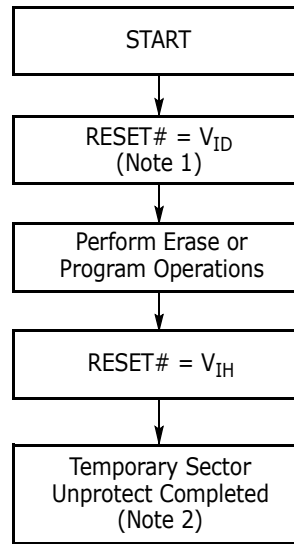 START
RESET# = V_ID
(Note 1)
Perform Erase or
Program Operations
RESET# = V_IH
Temporary Sector
Unprotect Completed
(Note 2)